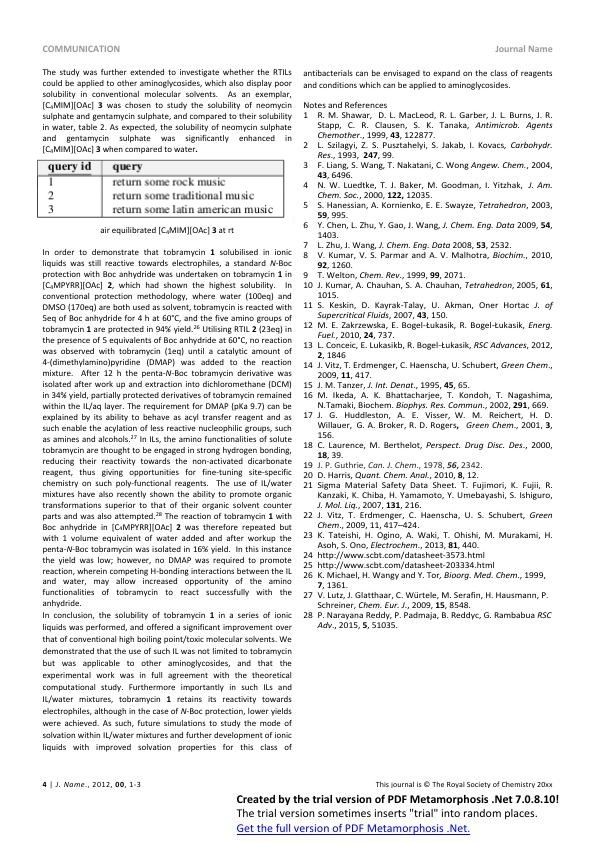 COMMUNICATION
Journal Name
The study was further extended to investigate whether the RTILs
could be applied to other aminoglycosides, which also display poor
solubility in conventional molecular solvents. As an exemplar,
[C₄MIM][OAc] 3 was chosen to study the solubility of neomycin
sulphate and gentamycin sulphate, and compared to their solubility
in water, table 2. As expected, the solubility of neomycin sulphate
and gentamycin sulphate was significantly enhanced in
[C₄MIM][OAc] 3 when compared to water.
query id query
1 return some rock music
2 return some traditional music
3 return some latin american music
air equilibrated [C₄MIM][OAc] 3 at rt
In order to demonstrate that tobramycin 1 solubilised in ionic
liquids was still reactive towards electrophiles, a standard N-Boc
protection with Boc anhydride was undertaken on tobramycin 1 in
[C₄MPYRR][OAc] 2, which had shown the highest solubility. In
conventional protection methodology, where water (100eq) and
DMSO (170eq) are both used as solvent, tobramycin is reacted with
5eq of Boc anhydride for 4 h at 60°C, and the five amino groups of
tobramycin 1 are protected in 94% yield.²⁶ Utilising RTIL 2 (23eq) in
the presence of 5 equivalents of Boc anhydride at 60°C, no reaction
was observed with tobramycin (1eq) until a catalytic amount of
4-(dimethylamino)pyridine (DMAP) was added to the reaction
mixture. After 12 h the penta-N-Boc tobramycin derivative was
isolated after work up and extraction into dichloromethane (DCM)
in 34% yield, partially protected derivatives of tobramycin remained
within the IL/aq layer. The requirement for DMAP (pKa 9.7) can be
explained by its ability to behave as acyl transfer reagent and as
such enable the acylation of less reactive nucleophilic groups, such
as amines and alcohols.²⁷ In ILs, the amino functionalities of solute
tobramycin are thought to be engaged in strong hydrogen bonding,
reducing their reactivity towards the non-activated dicarbonate
reagent, thus giving opportunities for fine-tuning site-specific
chemistry on such poly-functional reagents. The use of IL/water
mixtures have also recently shown the ability to promote organic
transformations superior to that of their organic solvent counter
parts and was also attempted.²⁸ The reaction of tobramycin 1 with
Boc anhydride in [C₄MPYRR][OAc] 2 was therefore repeated but
with 1 volume equivalent of water added and after workup the
penta-N-Boc tobramycin was isolated in 16% yield. In this instance
the yield was low; however, no DMAP was required to promote
reaction, wherein competing H-bonding interactions between the IL
and water, may allow increased opportunity of the amino
functionalities of tobramycin to react successfully with the
anhydride.
In conclusion, the solubility of tobramycin 1 in a series of ionic
liquids was performed, and offered a significant improvement over
that of conventional high boiling point/toxic molecular solvents. We
demonstrated that the use of such IL was not limited to tobramycin
but was applicable to other aminoglycosides, and that the
experimental work was in full agreement with the theoretical
computational study. Furthermore importantly in such ILs and
IL/water mixtures, tobramycin 1 retains its reactivity towards
electrophiles, although in the case of N-Boc protection, lower yields
were achieved. As such, future simulations to study the mode of
solvation within IL/water mixtures and further development of ionic
liquids with improved solvation properties for this class of
antibacterials can be envisaged to expand on the class of reagents
and conditions which can be applied to aminoglycosides.
Notes and References
1 R. M. Shawar, D. L. MacLeod, R. L. Garber, J. L. Burns, J. R.
Stapp, C. R. Clausen, S. K. Tanaka, Antimicrob. Agents
Chemother., 1999, 43, 122877.
2 L. Szilagyi, Z. S. Pusztahelyi, S. Jakab, I. Kovacs, Carbohydr.
Res., 1993, 247, 99.
3 F. Liang, S. Wang, T. Nakatani, C. Wong Angew. Chem., 2004,
43, 6496.
4 N. W. Luedtke, T. J. Baker, M. Goodman, I. Yitzhak, J. Am.
Chem. Soc., 2000, 122, 12035.
5 S. Hanessian, A. Kornienko, E. E. Swayze, Tetrahedron, 2003,
59, 995.
6 Y. Chen, L. Zhu, Y. Gao, J. Wang, J. Chem. Eng. Data 2009, 54,
1403.
7 L. Zhu, J. Wang, J. Chem. Eng. Data 2008, 53, 2532.
8 V. Kumar, V. S. Parmar and A. V. Malhotra, Biochim., 2010,
92, 1260.
9 T. Welton, Chem. Rev., 1999, 99, 2071.
10 J. Kumar, A. Chauhan, S. A. Chauhan, Tetrahedron, 2005, 61,
1015.
11 S. Keskin, D. Kayrak-Talay, U. Akman, Oner Hortac J. of
Supercritical Fluids, 2007, 43, 150.
12 M. E. Zakrzewska, E. Bogel-Łukasik, R. Bogel-Łukasik, Energ.
Fuel., 2010, 24, 737.
13 L. Conceic, E. Lukasikb, R. Bogel-Łukasik, RSC Advances, 2012,
2, 1846
14 J. Vitz, T. Erdmenger, C. Haenscha, U. Schubert, Green Chem.,
2009, 11, 417.
15 J. M. Tanzer, J. Int. Denat., 1995, 45, 65.
16 M. Ikeda, A. K. Bhattacharjee, T. Kondoh, T. Nagashima,
N.Tamaki, Biochem. Biophys. Res. Commun., 2002, 291, 669.
17 J. G. Huddleston, A. E. Visser, W. M. Reichert, H. D.
Willauer, G. A. Broker, R. D. Rogers, Green Chem., 2001, 3,
156.
18 C. Laurence, M. Berthelot, Perspect. Drug Disc. Des., 2000,
18, 39.
19 J. P. Guthrie, Can. J. Chem., 1978, 56, 2342.
20 D. Harris, Quant. Chem. Anal., 2010, 8, 12.
21 Sigma Material Safety Data Sheet. T. Fujimori, K. Fujii, R.
Kanzaki, K. Chiba, H. Yamamoto, Y. Umebayashi, S. Ishiguro,
J. Mol. Liq., 2007, 131, 216.
22 J. Vitz, T. Erdmenger, C. Haenscha, U. S. Schubert, Green
Chem., 2009, 11, 417–424.
23 K. Tateishi, H. Ogino, A. Waki, T. Ohishi, M. Murakami, H.
Asoh, S. Ono, Electrochem., 2013, 81, 440.
24 http://www.scbt.com/datasheet-3573.html
25 https://www.scbt.com/datasheet-203334.html
26 K. Michael, H. Wangy and Y. Tor, Bioorg. Med. Chem., 1999,
7, 1361.
27 V. Lutz, J. Glatthaar, C. Würtele, M. Serafin, H. Hausmann, P.
Schreiner, Chem. Eur. J., 2009, 15, 8548.
28 P. Narayana Reddy, P. Padmaja, B. Reddyc, G. Rambabua RSC
Adv., 2015, 5, 51035.
4 | J. Name., 2012, 00, 1-3
This journal is © The Royal Society of Chemistry 20xx
Created by the trial version of PDF Metamorphosis .Net 7.0.8.10!
The trial version sometimes inserts "trial" into random places.
Get the full version of PDF Metamorphosis .Net.